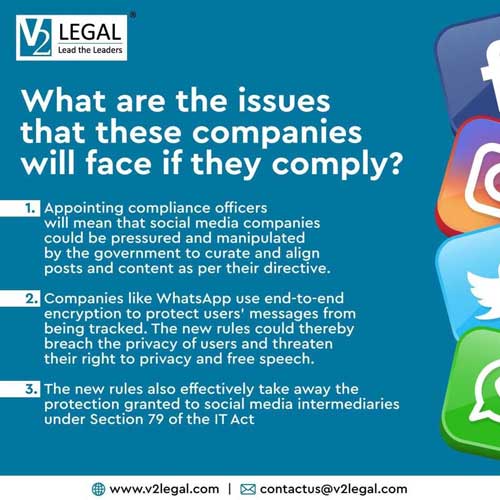 V2 LEGAL ®
Lead the Leaders
What are the issues
that these companies
will face if they comply?
1. Appointing compliance officers
will mean that social media companies
could be pressured and manipulated
by the government to curate and align
posts and content as per their directive.
2. Companies like WhatsApp use end-to-end
encryption to protect users' messages from
being tracked. The new rules could thereby
breach the privacy of users and threaten
their right to privacy and free speech.
3. The new rules also effectively take away the
protection granted to social media intermediaries
under Section 79 of the IT Act
www.v2legal.com | contactus@v2legal.com